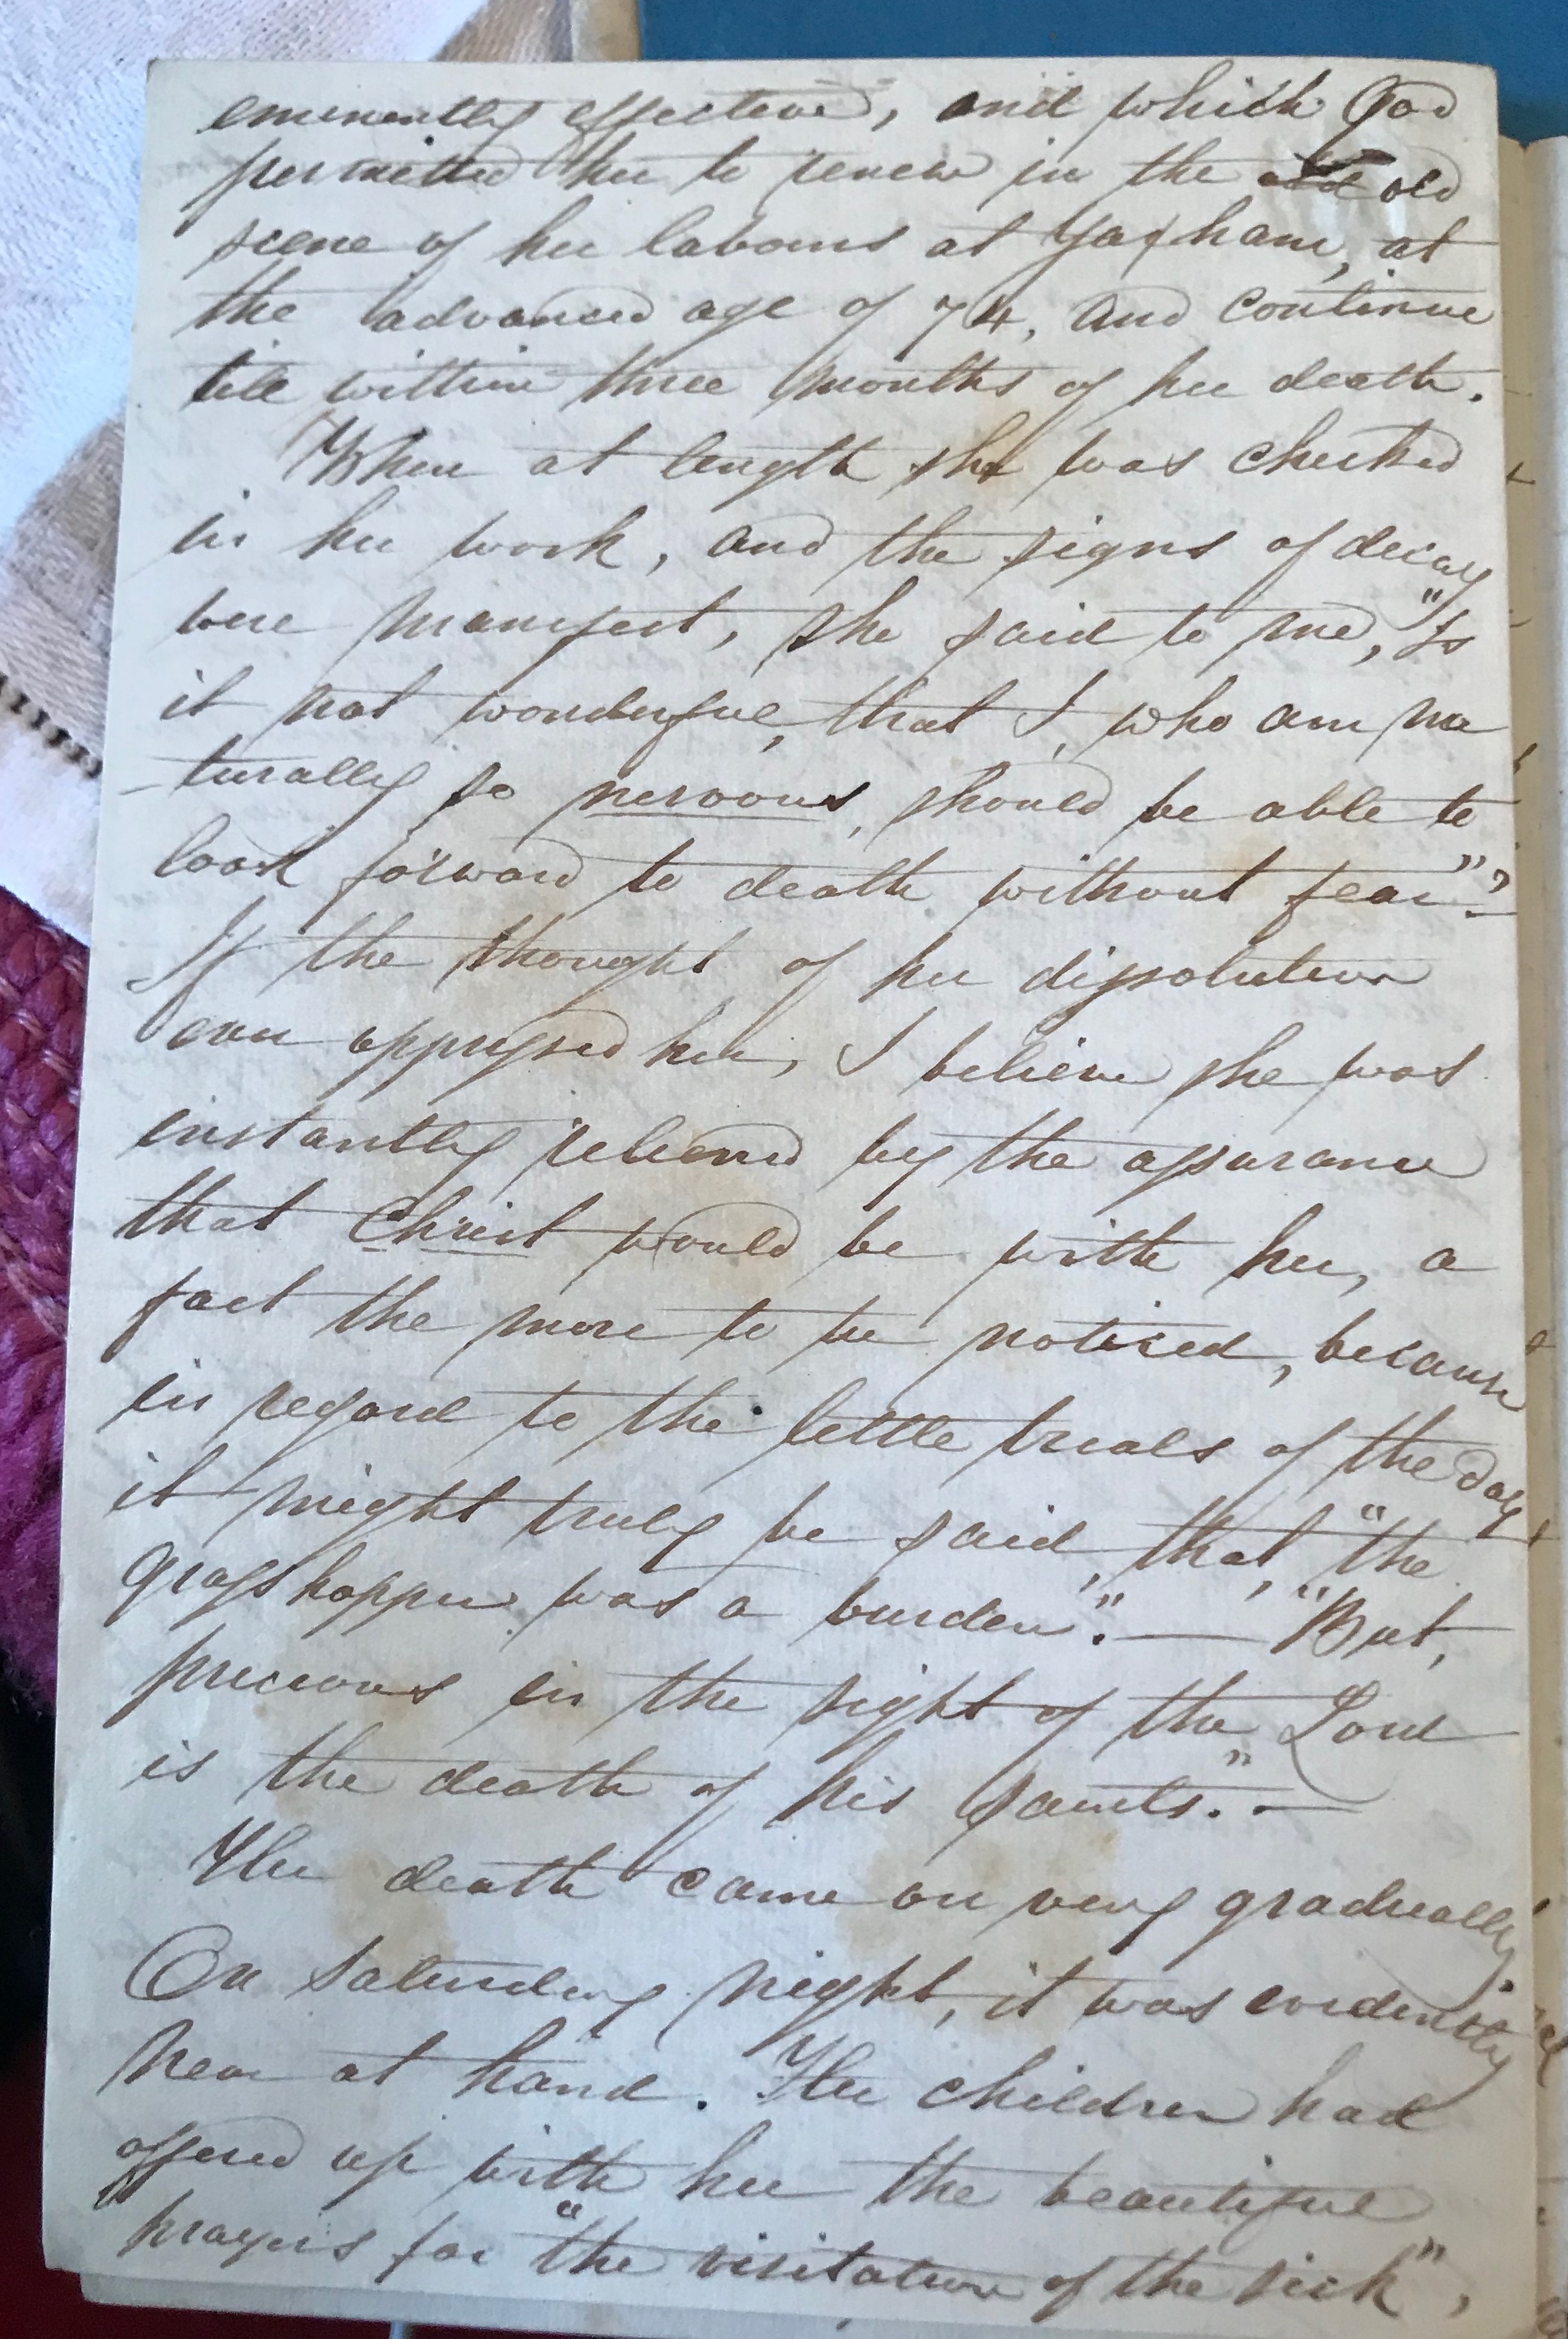 eminently effective, and which God
permitted her to renew in the old
scene of her labours at Yaxham, at
the advanced age of 74, and continue
till within three months of her death.
When at length she was checked
in her work, and the signs of decay
were manifest, she said to me, "Is
it not wonderful, that I, who am na
-turally so nervous, should be able to
look forward to death without fear"?
If the thought of her dissolution
ever oppressed her, I believe she was
instantly relieved by the assurance
that Christ would be with her, a
fact the more to be noticed, because
in regard to the little trials of the day
it might truly be said, that, "the
grasshopper was a burden". — "But,
precious in the sight of the Lord
is the death of his saints". —
Her death came on very gradually.
On Saturday night, it was evidently
near at hand. Her children had
offered up with her the beautiful
prayers for "the visitation of the sick",